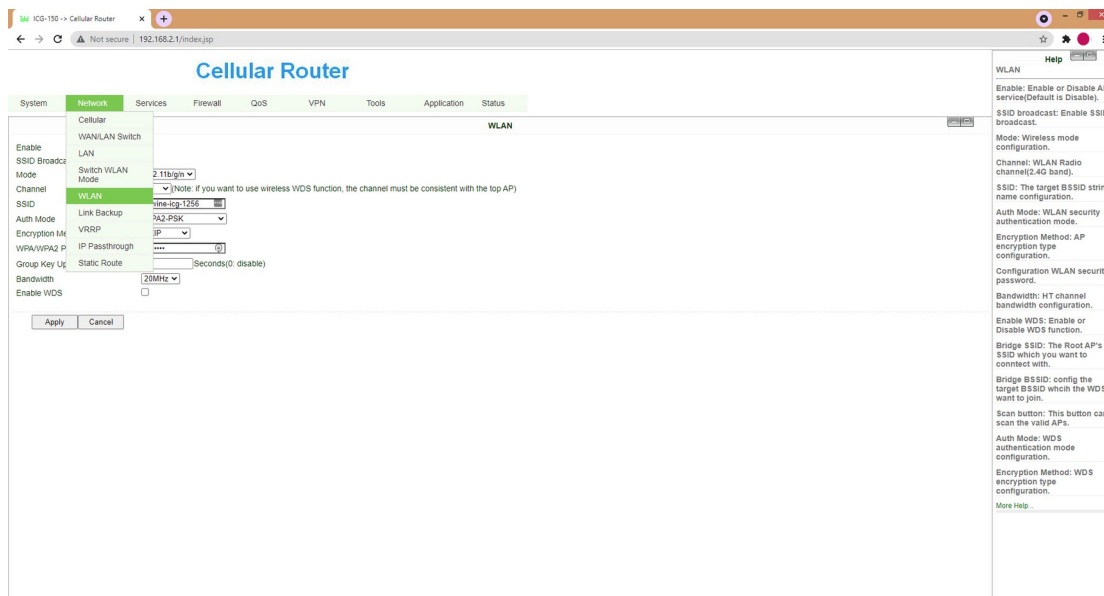 ICG-150 -> Cellular Router
Not secure | 192.168.2.1/index.jsp
Cellular Router
System Network Services Firewall QoS VPN Tools Application Status
WLAN
Cellular
WAN/LAN Switch
LAN
Switch WLAN
Mode
WLAN
Link Backup
VRRP
IP Passthrough
Static Route
Enable
SSID Broadca
Mode 2.11b/g/n
Channel (Note: if you want to use wireless WDS function, the channel must be consistent with the top AP)
SSID vine-icg-1256
Auth Mode PA2-PSK
Encryption Me IP
WPA/WPA2 P
Group Key Up Seconds(0: disable)
Bandwidth 20MHz
Enable WDS
Apply Cancel
Help
WLAN
Enable: Enable or Disable A
service(Default is Disable).
SSID broadcast: Enable SSI
broadcast.
Mode: Wireless mode
configuration.
Channel: WLAN Radio
channel(2.4G band).
SSID: The target BSSID strin
name configuration.
Auth Mode: WLAN security
authentication mode.
Encryption Method: AP
encryption type
configuration.
Configuration WLAN securit
password.
Bandwidth: HT channel
bandwidth configuration.
Enable WDS: Enable or
Disable WDS function.
Bridge SSID: The Root AP's
SSID which you want to
conntect with.
Bridge BSSID: config the
target BSSID whcih the WDS
want to join.
Scan button: This button ca
scan the valid APs.
Auth Mode: WDS
authentication mode
configuration.
Encryption Method: WDS
encryption type
configuration.
More Help...